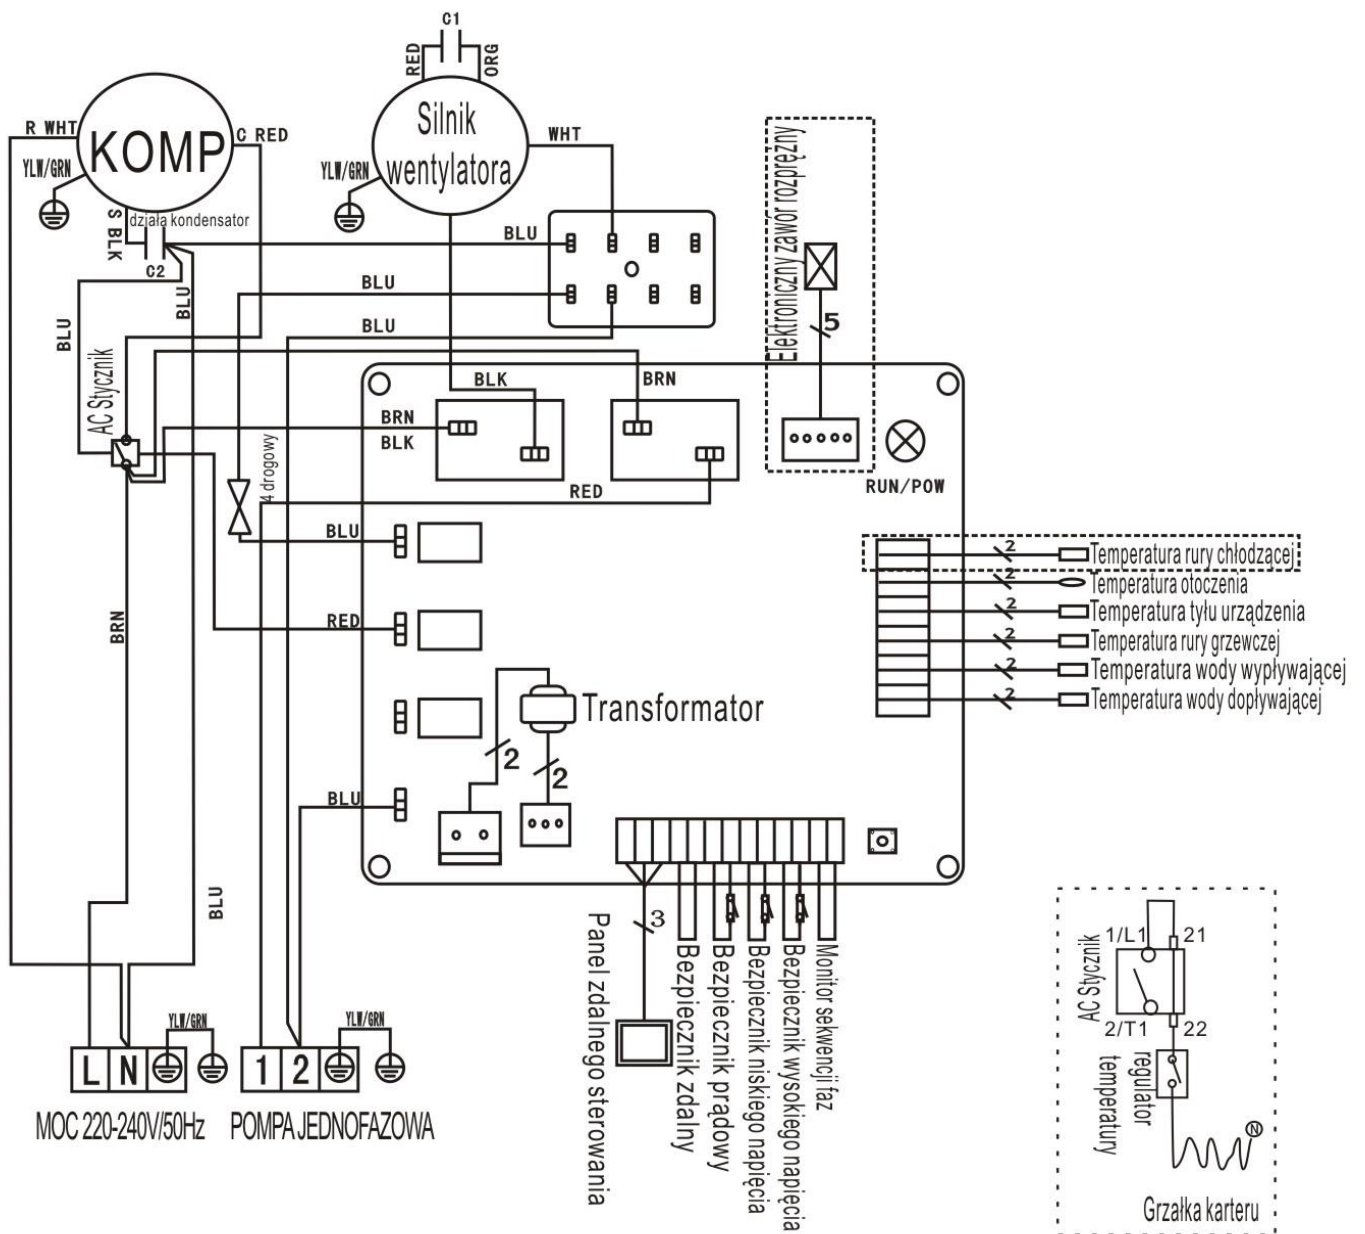 C1
RED
ORG
R WHT
KOMP
C RED
YLW/GRN
S BLK
działa kondensator
C2
Silnik
wentylatora
WHT
YLW/GRN
BLU
BLU
BLU
BLU
BLU
AC Stycznik
BLK
BRN
BRN
BLK
4 drogowy
RED
Elektroniczny zawór rozprężny
5
RUN/POW
BLU
RED
BRN
BLU
BLU
Transformator
2
2
2
Temperatura rury chłodzącej
2
Temperatura otoczenia
2
Temperatura tyłu urządzenia
2
Temperatura rury grzewczej
2
Temperatura wody wypływającej
2
Temperatura wody dopływającej
3
Panel zdalnego sterowania
Bezpiecznik zdalny
Bezpiecznik prądowy
Bezpiecznik niskiego napięcia
Bezpiecznik wysokiego napięcia
Monitor sekwencji faz
YLW/GRN
L N
MOC 220-240V/50Hz
YLW/GRN
1 2
POMPA JEDNOFAZOWA
1/L1
21
AC Stycznik
2/T1
22
regulator
temperatury
N
Grzałka karteru